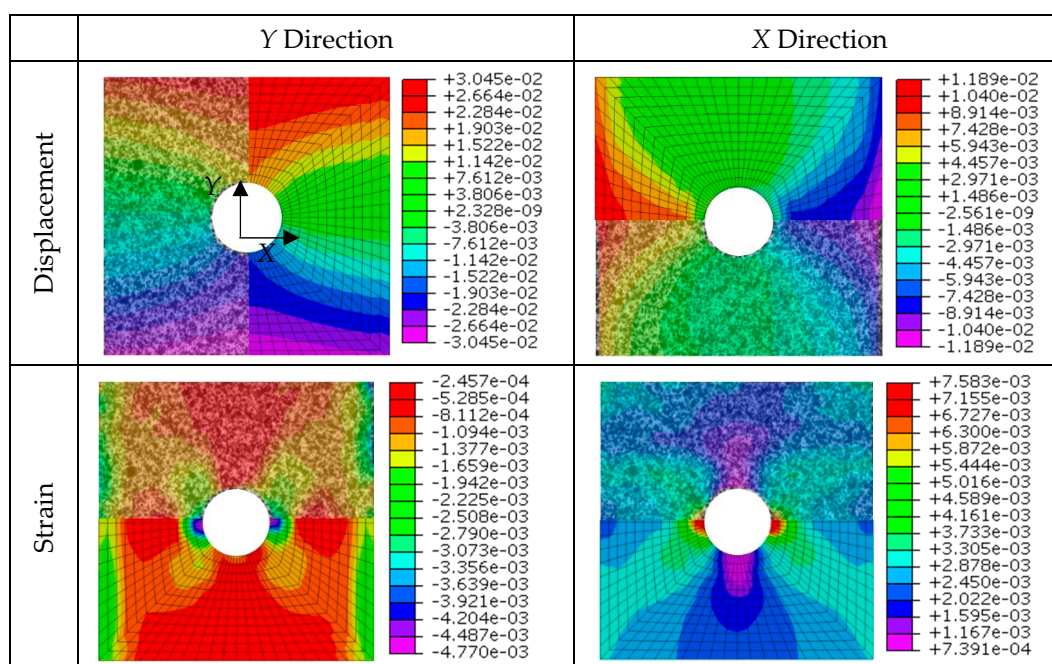 Y Direction
X Direction
Displacement
Y
X
+3.045e-02
+2.664e-02
+2.284e-02
+1.903e-02
+1.522e-02
+1.142e-02
+7.612e-03
+3.806e-03
+2.328e-09
-3.806e-03
-7.612e-03
-1.142e-02
-1.522e-02
-1.903e-02
-2.284e-02
-2.664e-02
-3.045e-02
+1.189e-02
+1.040e-02
+8.914e-03
+7.428e-03
+5.943e-03
+4.457e-03
+2.971e-03
+1.486e-03
-2.561e-09
-1.486e-03
-2.971e-03
-4.457e-03
-5.943e-03
-7.428e-03
-8.914e-03
-1.040e-02
-1.189e-02
Strain
-2.457e-04
-5.285e-04
-8.112e-04
-1.094e-03
-1.377e-03
-1.659e-03
-1.942e-03
-2.225e-03
-2.508e-03
-2.790e-03
-3.073e-03
-3.356e-03
-3.639e-03
-3.921e-03
-4.204e-03
-4.487e-03
-4.770e-03
+7.583e-03
+7.155e-03
+6.727e-03
+6.300e-03
+5.872e-03
+5.444e-03
+5.016e-03
+4.589e-03
+4.161e-03
+3.733e-03
+3.305e-03
+2.878e-03
+2.450e-03
+2.022e-03
+1.595e-03
+1.167e-03
+7.391e-04